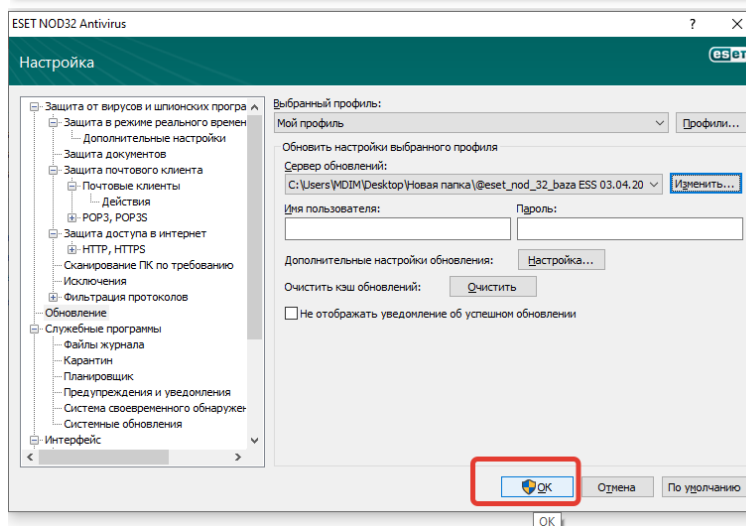 ESET NOD32 Antivirus
Настройка
eset
Защита от вирусов и шпионских програ
Защита в режиме реального времен
Дополнительные настройки
Защита документов
Защита почтового клиента
Почтовые клиенты
Действия
POP3, POP3S
Защита доступа в интернет
HTTP, HTTPS
Сканирование ПК по требованию
Исключения
Фильтрация протоколов
Обновление
Служебные программы
Файлы журнала
Карантин
Планировщик
Предупреждения и уведомления
Система своевременного обнаружен
Системные обновления
Интерфейс
Выбранный профиль:
Мой профиль
Профили...
Обновить настройки выбранного профиля
Сервер обновлений:
C:\Users\MDIM\Desktop\Новая папка\@eset_nod_32_baza ESS 03.04.20
Изменить...
Имя пользователя: Пароль:
Дополнительные настройки обновления: Настройка...
Очистить кэш обновлений: Очистить
Не отображать уведомление об успешном обновлении
OK Отмена По умолчанию
OK